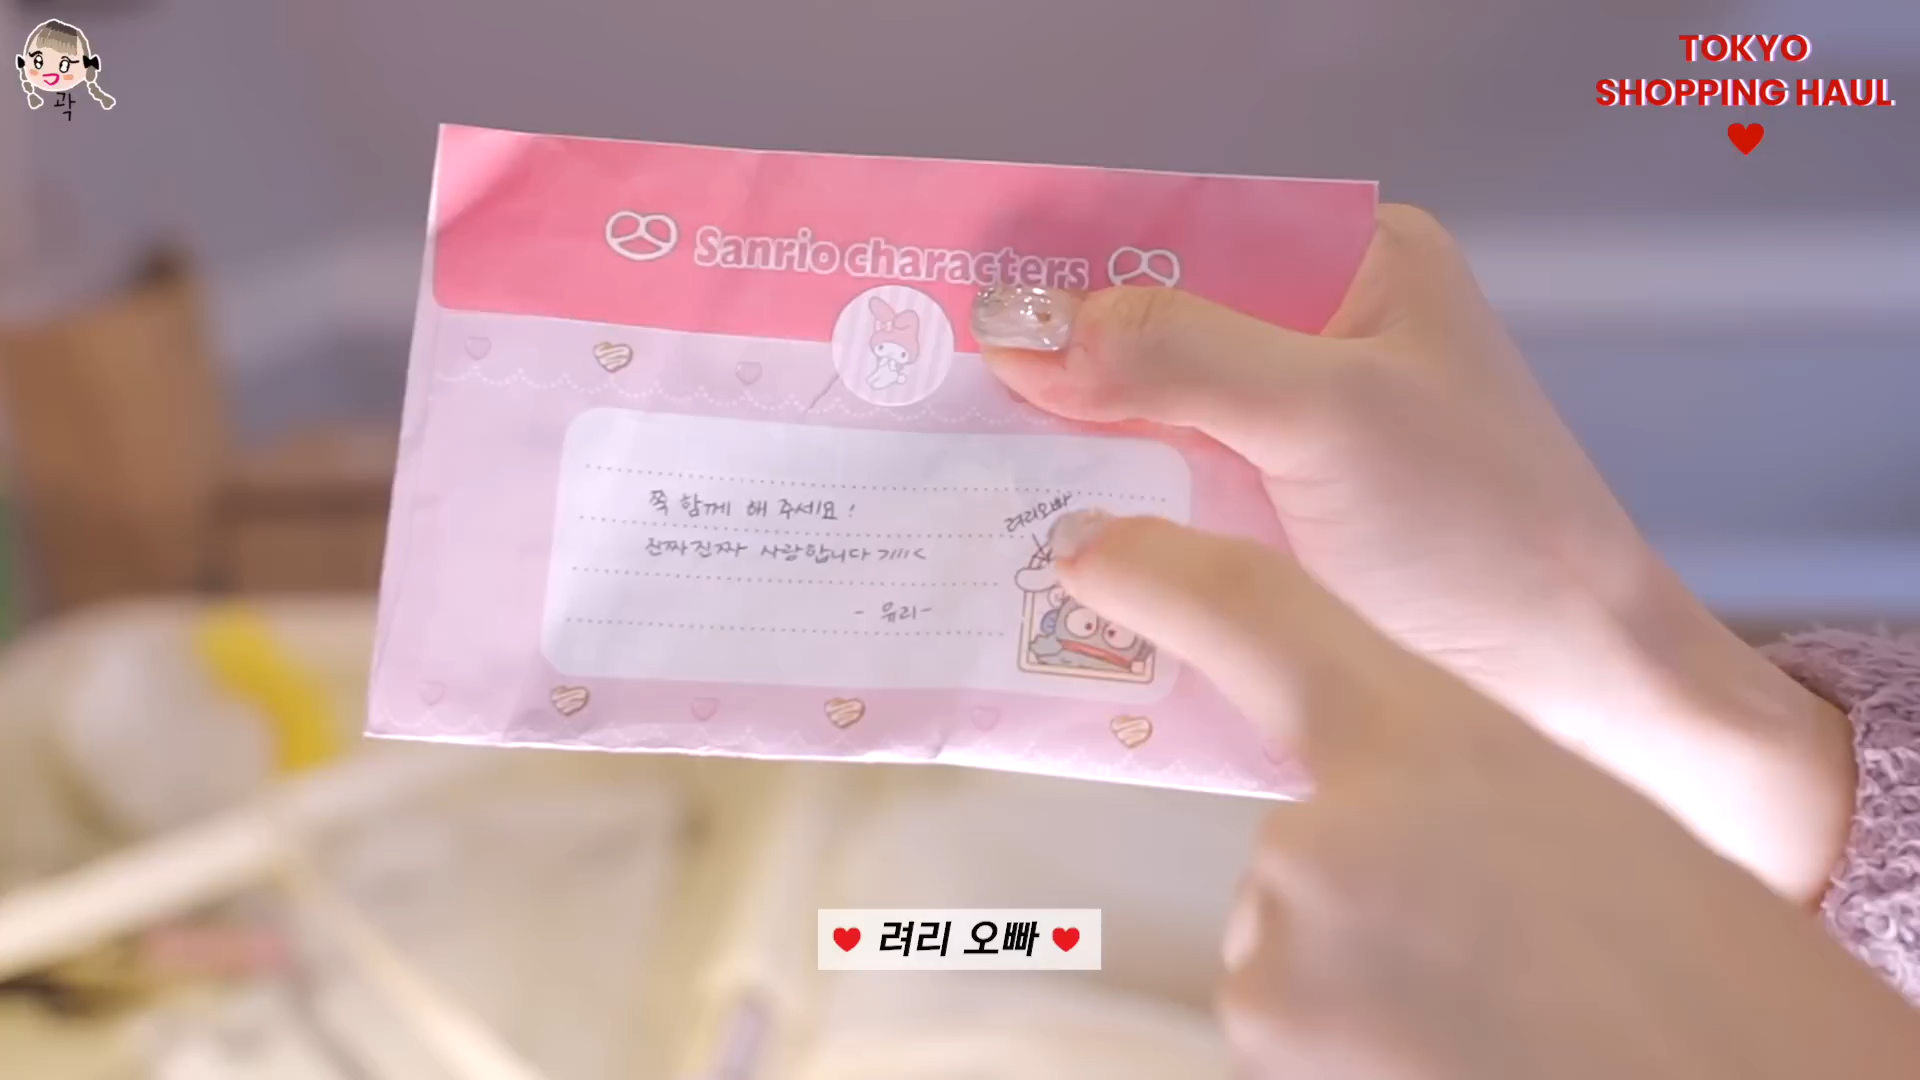 곽
TOKYO
SHOPPING HAUL
Sanrio characters
쭉 함께 해 주세요!
진짜진짜 사랑합니다 >///<
- 유리-
려리오빠
려리 오빠